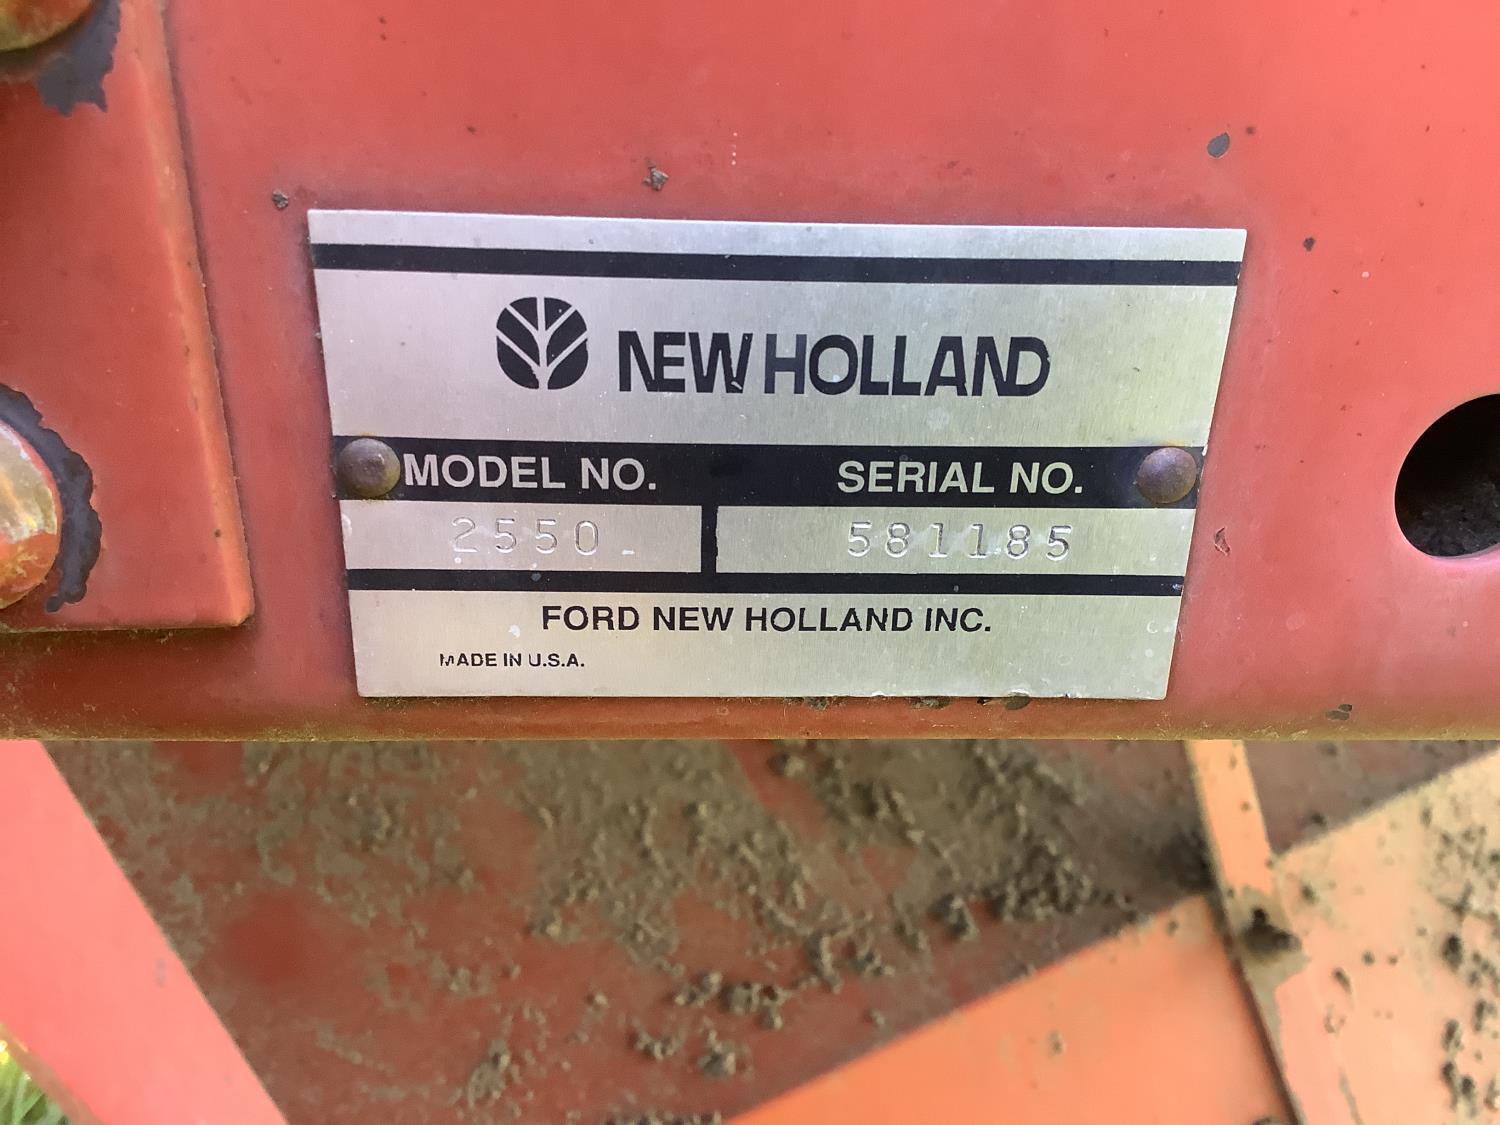 NEW HOLLAND
MODEL NO. SERIAL NO.
2550 581185
FORD NEW HOLLAND INC.
MADE IN U.S.A.